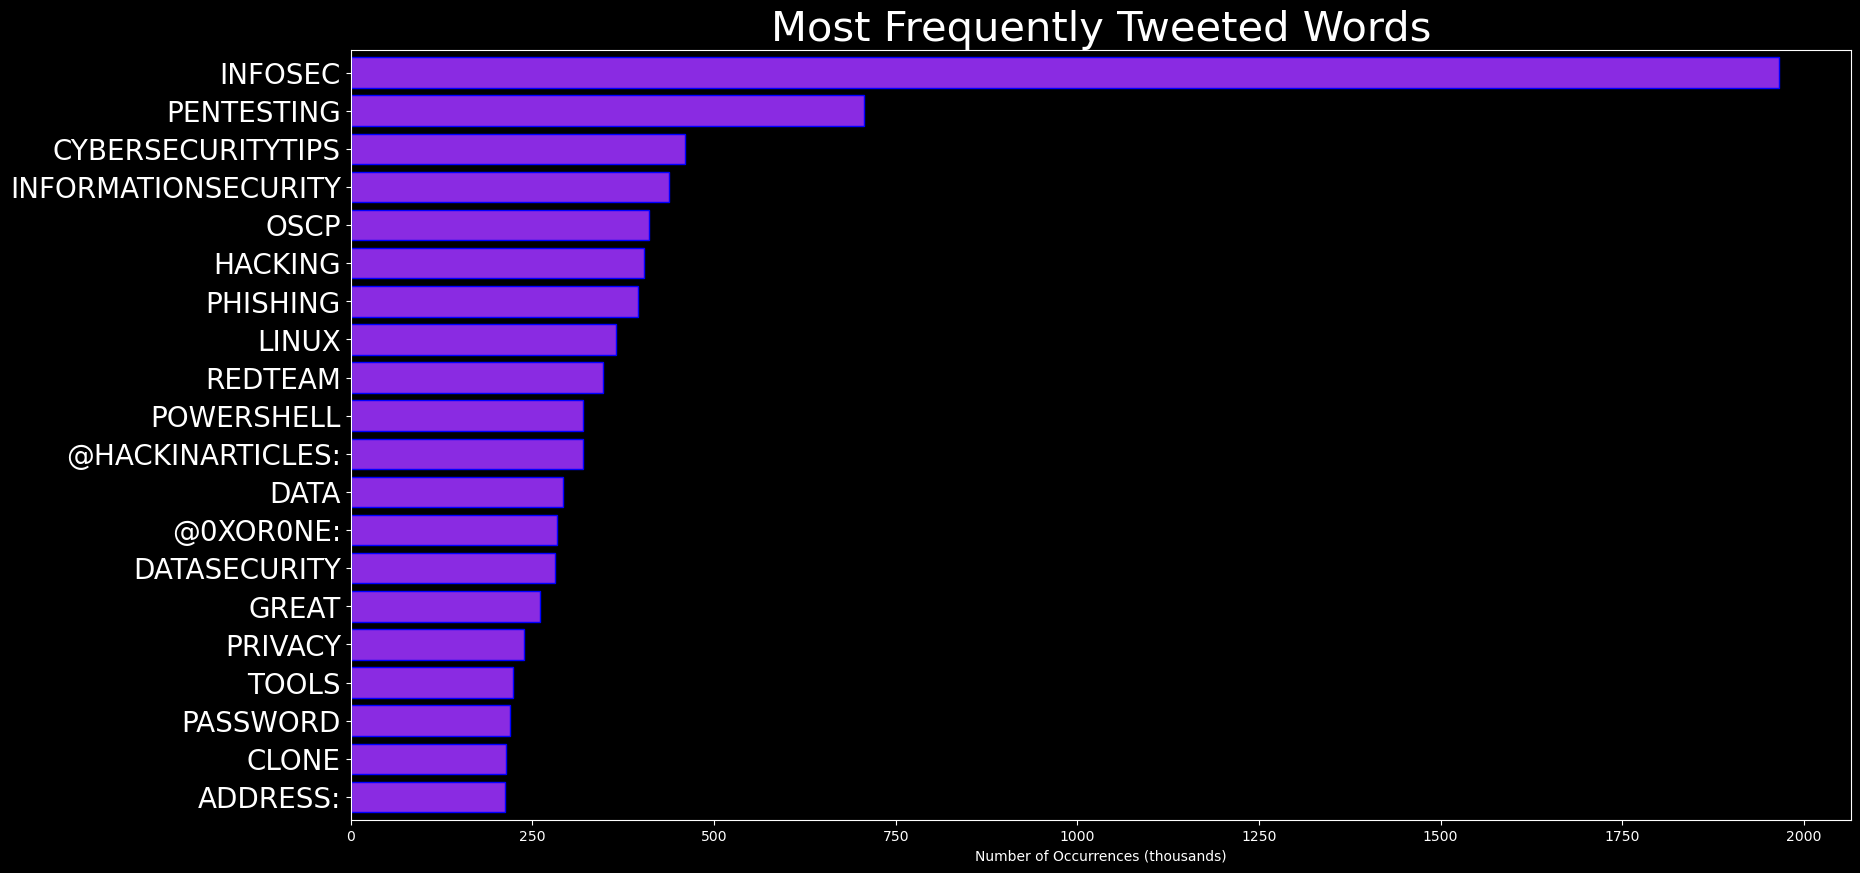 Most Frequently Tweeted Words
INFOSEC
PENTESTING
CYBERSECURITYTIPS
INFORMATIONSECURITY
OSCP
HACKING
PHISHING
LINUX
REDTEAM
POWERSHELL
@HACKINARTICLES:
DATA
@0XOR0NE:
DATASECURITY
GREAT
PRIVACY
TOOLS
PASSWORD
CLONE
ADDRESS:
0 250 500 750 1000 1250 1500 1750 2000
Number of Occurrences (thousands)